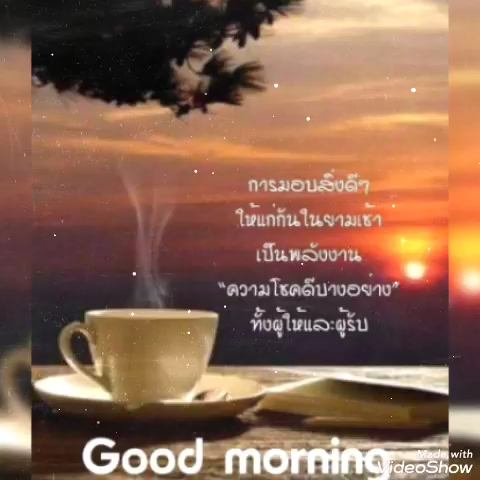 การมอบสิ่งดีๆ
ให้แก่กันในยามเช้า
เป็นพลังงาน
"ความโชคดีบางอย่าง"
ทั้งผู้ให้และผู้รับ
Good morning
Made with
VideoShow